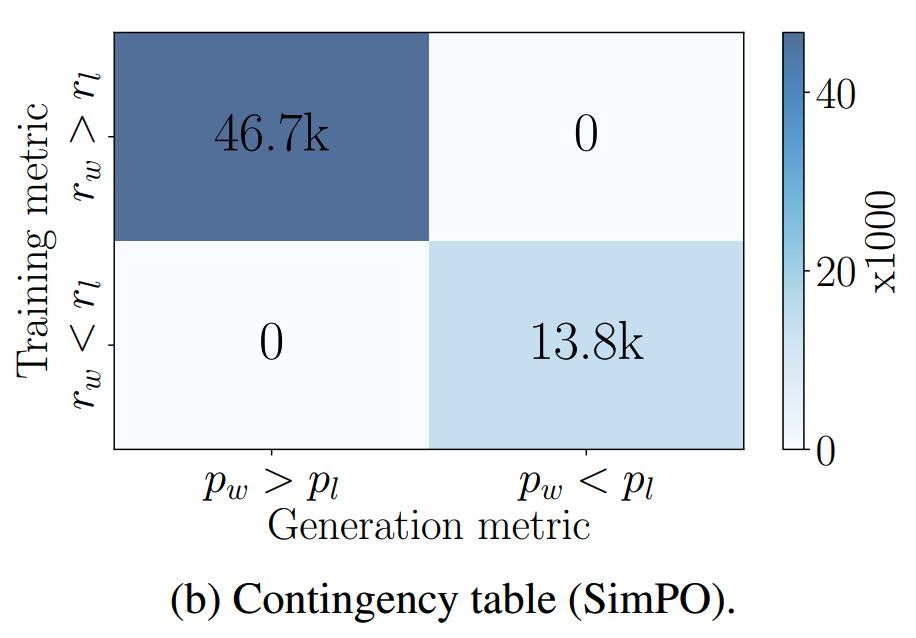 Training metric
r_w > r_l
r_w < r_l
46.7k
0
0
13.8k
p_w > p_l
p_w < p_l
Generation metric
40
20
0
x1000
(b) Contingency table (SimPO).